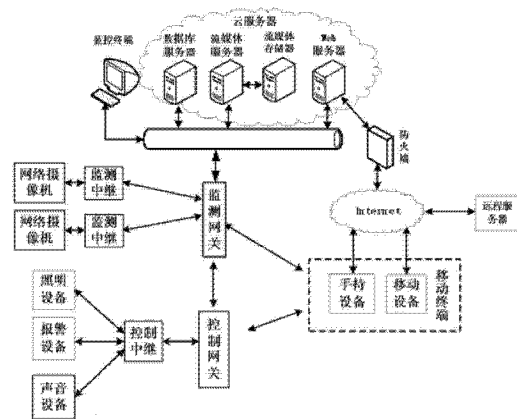 云服务器
监控终端
数据库
服务器
流媒体
服务器
流媒体
存储器
Web
服务器
防火墙
网络摄
像机
监测
中继
网络摄
像机
监测
中继
监测网关
Internet
远程服
务器
照明
设备
报警
设备
声音
设备
控制
中继
控制网关
手持
设备
移动
设备
移动终端